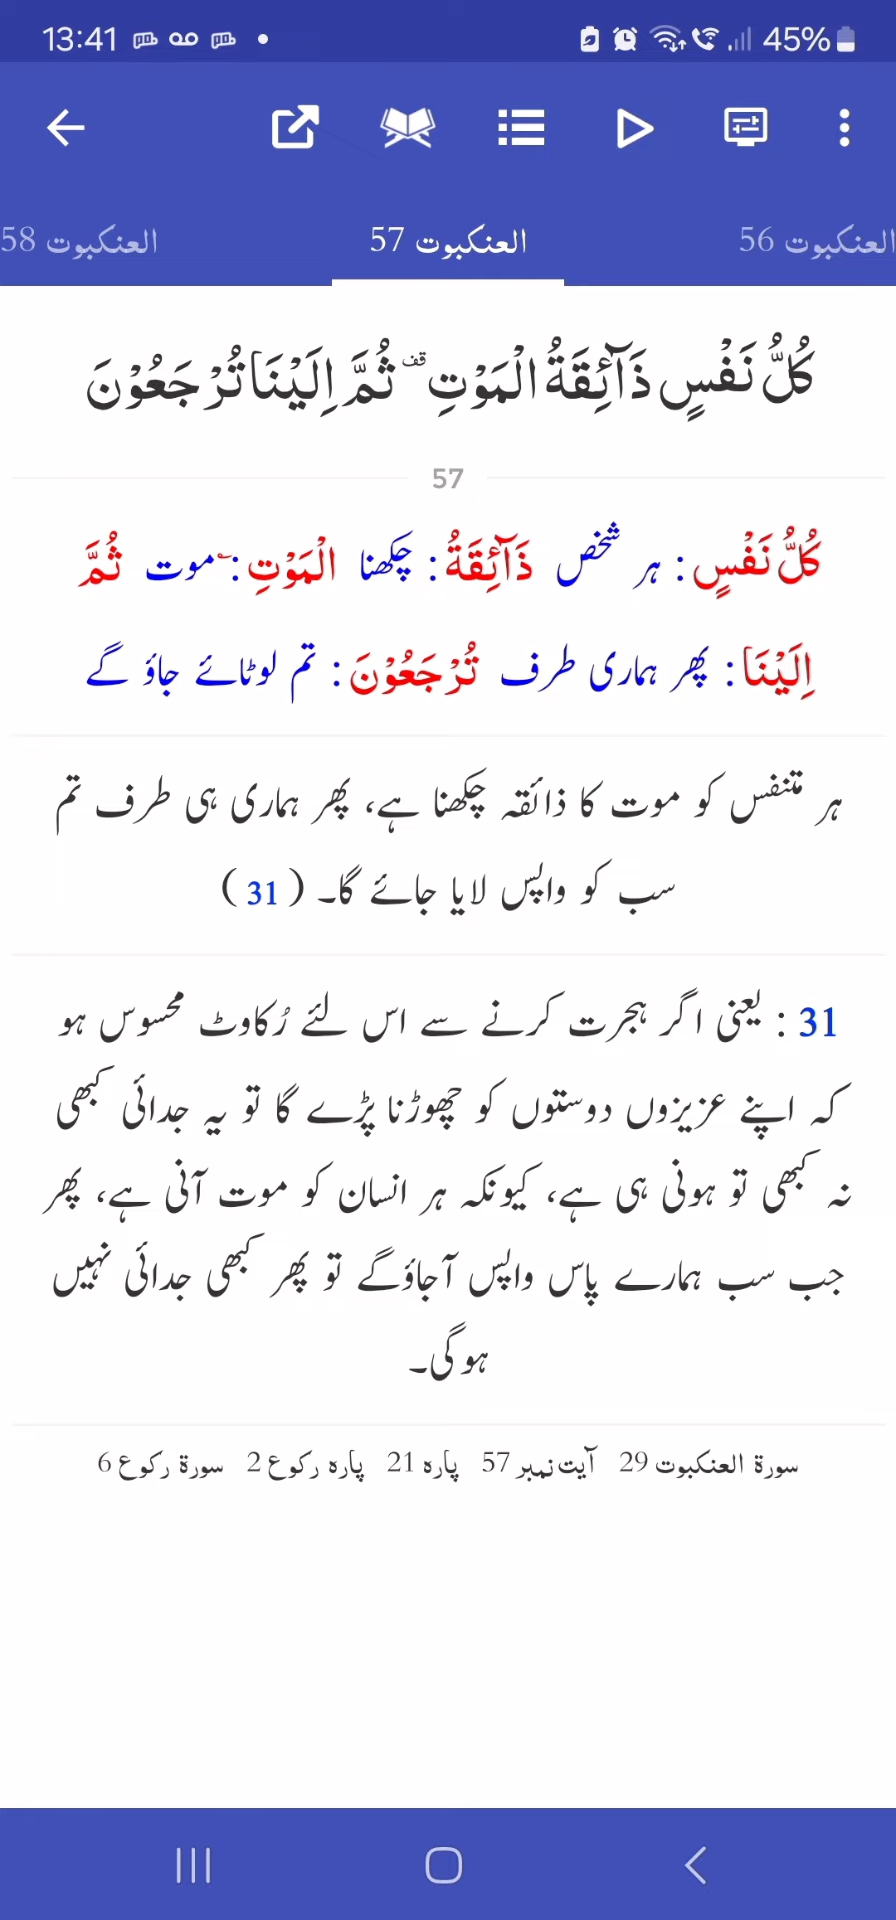 13:41 45%
العنكبوت 56 العنكبوت 57 العنكبوت 58
كُلُّ نَفْسٍ ذَآئِقَةُ الْمَوْتِ ۫ ثُمَّ اِلَيْنَا تُرْجَعُوْنَ
57
كُلُّ نَفْسٍ : ہر شخص ذَآئِقَةُ : چکھنا الْمَوْتِ : موت ثُمَّ
اِلَيْنَا : پھر ہماری طرف تُرْجَعُوْنَ : تم لوٹائے جاؤ گے
ہر متنفس کو موت کا ذائقہ چکھنا ہے، پھر ہماری ہی طرف تم
سب کو واپس لایا جائے گا۔ (31)
31 : یعنی اگر ہجرت کرنے سے اس لئے رُکاوٹ محسوس ہو
کہ اپنے عزیزوں دوستوں کو چھوڑنا پڑے گا تو یہ جدائی کبھی
نہ کبھی تو ہونی ہی ہے، کیونکہ ہر انسان کو موت آنی ہے، پھر
جب سب ہمارے پاس واپس آجاؤگے تو پھر کبھی جدائی نہیں
ہوگی۔
سورۃ العنکبوت 29 آیت نمبر 57 پارہ 21 پارہ رکوع 2 سورۃ رکوع 6